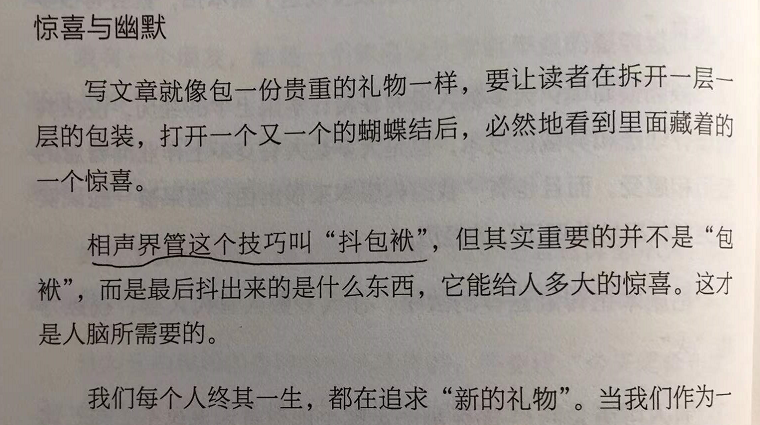 惊喜与幽默
写文章就像包一份贵重的礼物一样，要让读者在拆开一层一
层的包装，打开一个又一个的蝴蝶结后，必然地看到里面藏着的
一个惊喜。
相声界管这个技巧叫“抖包袱”，但其实重要的并不是“包
袱”，而是最后抖出来的是什么东西，它能给人多大的惊喜。这才
是人脑所需要的。
我们每个人终其一生，都在追求“新的礼物”。当我们作为一